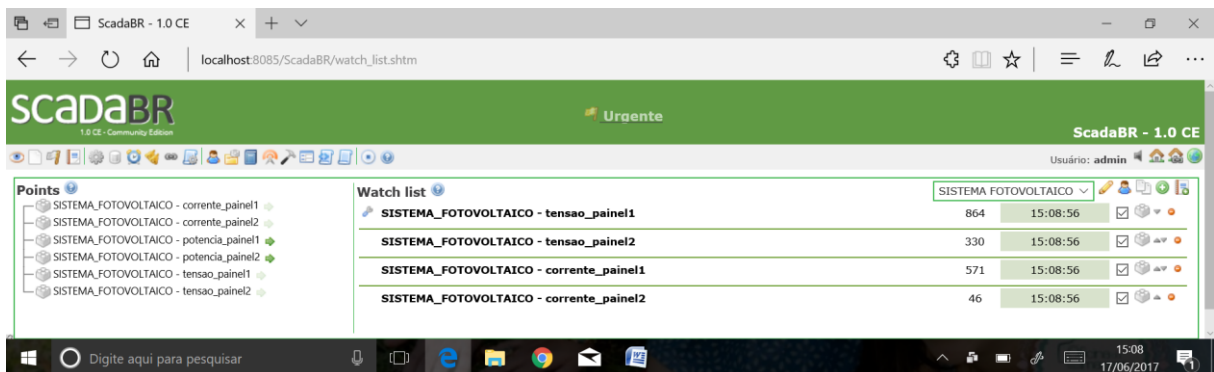 ScadaBR - 1.0 CE
localhost:8085/ScadaBR/watch_list.shtm
scadaBR
1.0 CE - Community Edition
Urgente
ScadaBR - 1.0 CE
Usuário: admin
Points
SISTEMA_FOTOVOLTAICO - corrente_painel1
SISTEMA_FOTOVOLTAICO - corrente_painel2
SISTEMA_FOTOVOLTAICO - potencia_painel1
SISTEMA_FOTOVOLTAICO - potencia_painel2
SISTEMA_FOTOVOLTAICO - tensao_painel1
SISTEMA_FOTOVOLTAICO - tensao_painel2
Watch list
SISTEMA FOTOVOLTAICO
SISTEMA_FOTOVOLTAICO - tensao_painel1 864 15:08:56
SISTEMA_FOTOVOLTAICO - tensao_painel2 330 15:08:56
SISTEMA_FOTOVOLTAICO - corrente_painel1 571 15:08:56
SISTEMA_FOTOVOLTAICO - corrente_painel2 46 15:08:56
Digite aqui para pesquisar
15:08
17/06/2017
1